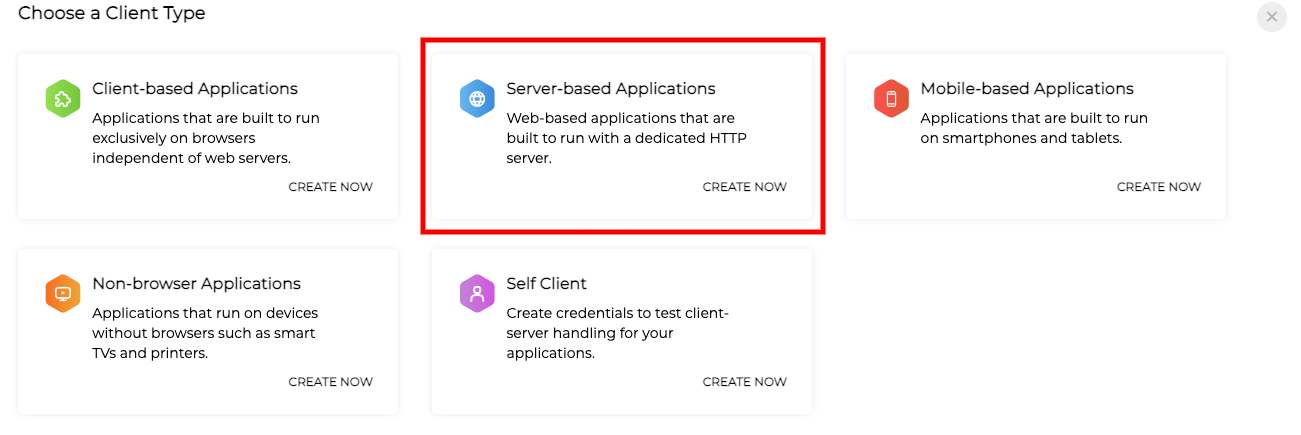 Choose a Client Type
Client-based Applications
Applications that are built to run
exclusively on browsers
independent of web servers.
CREATE NOW
Server-based Applications
Web-based applications that are
built to run with a dedicated HTTP
server.
CREATE NOW
Mobile-based Applications
Applications that are built to run
on smartphones and tablets.
CREATE NOW
Non-browser Applications
Applications that run on devices
without browsers such as smart
TVs and printers.
CREATE NOW
Self Client
Create credentials to test client-
server handling for your
applications.
CREATE NOW